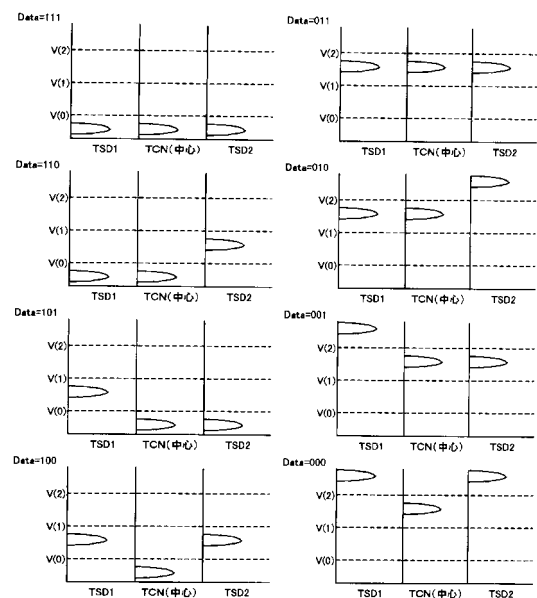 Data=111
V(2)
V(1)
V(0)
TSD1 TCN(中心) TSD2
Data=011
V(2)
V(1)
V(0)
TSD1 TCN(中心) TSD2
Data=110
V(2)
V(1)
V(0)
TSD1 TCN(中心) TSD2
Data=010
V(2)
V(1)
V(0)
TSD1 TCN(中心) TSD2
Data=101
V(2)
V(1)
V(0)
TSD1 TCN(中心) TSD2
Data=001
V(2)
V(1)
V(0)
TSD1 TCN(中心) TSD2
Data=100
V(2)
V(1)
V(0)
TSD1 TCN(中心) TSD2
Data=000
V(2)
V(1)
V(0)
TSD1 TCN(中心) TSD2